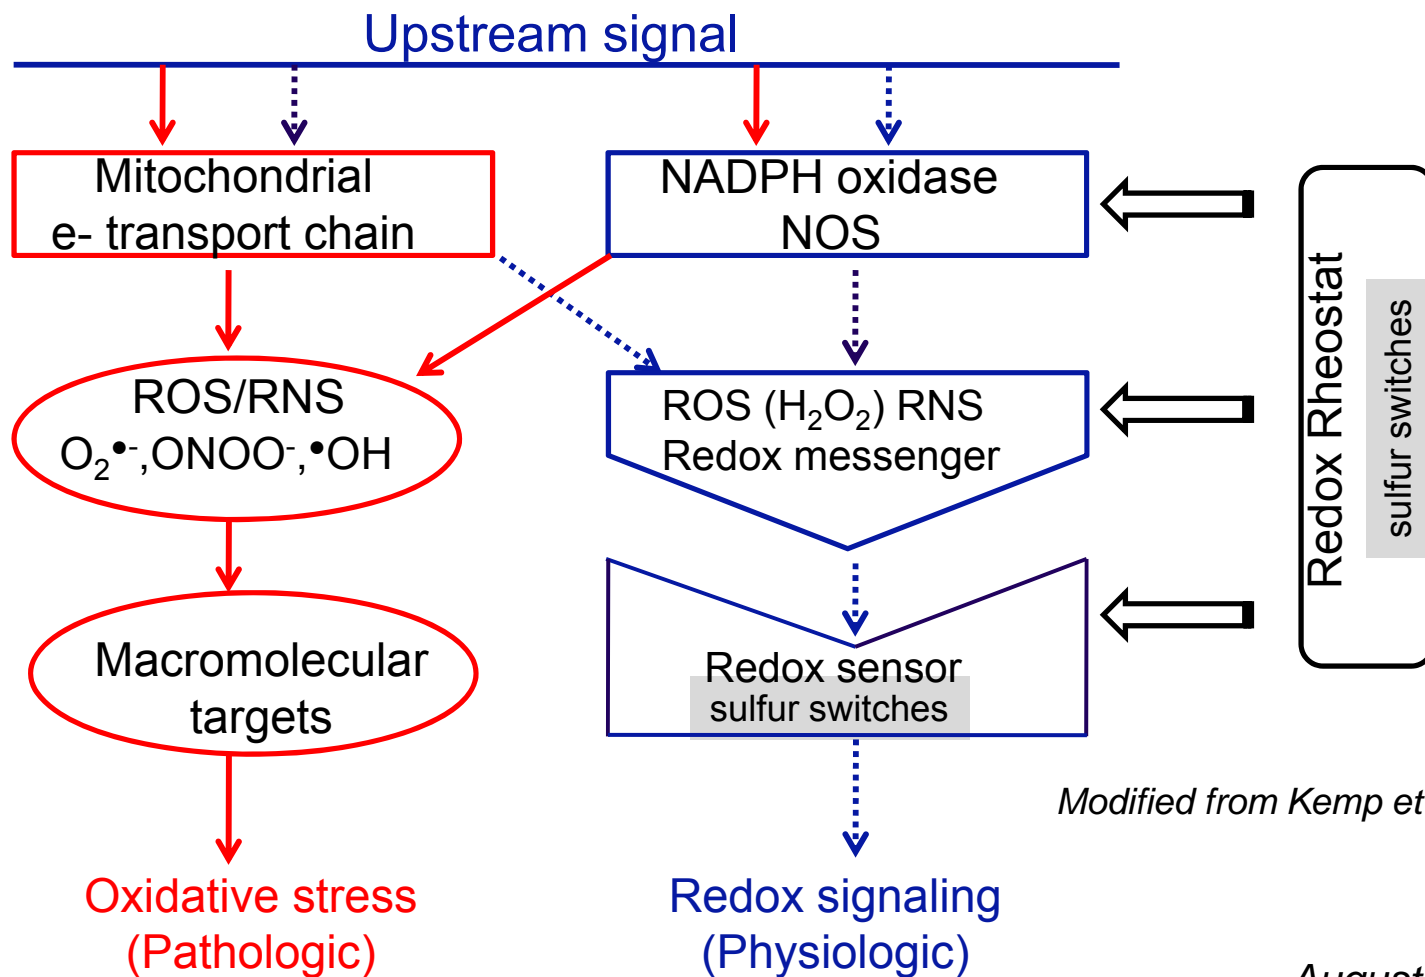 Upstream signal
Mitochondrial
e- transport chain
NADPH oxidase
NOS
ROS/RNS
O₂•-,ONOO-,•OH
ROS (H₂O₂) RNS
Redox messenger
Macromolecular
targets
Redox sensor
sulfur switches
Redox Rheostat
sulfur switches
Modified from Kemp et
Oxidative stress
(Pathologic)
Redox signaling
(Physiologic)
August